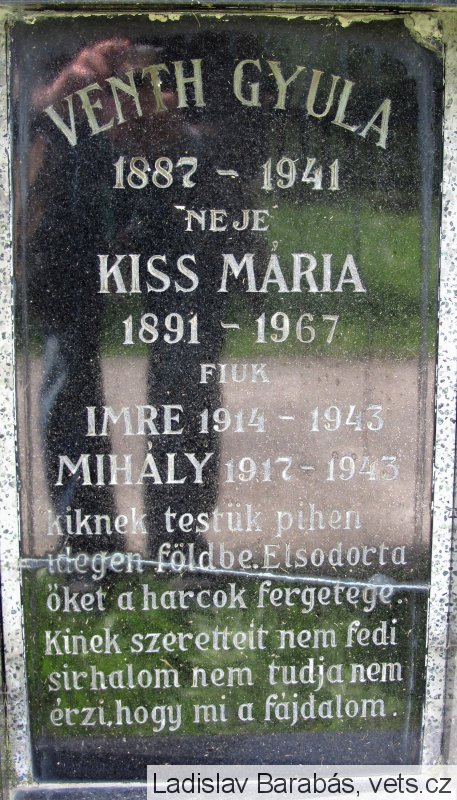 VENTH GYULA
1887 - 1941
NEJE
KISS MÁRIA
1891 - 1967
FIUK
IMRE 1914 - 1943
MIHÁLY 1917 - 1943
kiknek testük pihen
idegen földbe. Elsodorta
őket a harcok fergetege.
Kinek szeretteit nem fedi
sirhalom nem tudja nem
érzi, hogy mi a fájdalom.
Ladislav Barabás, vets.cz